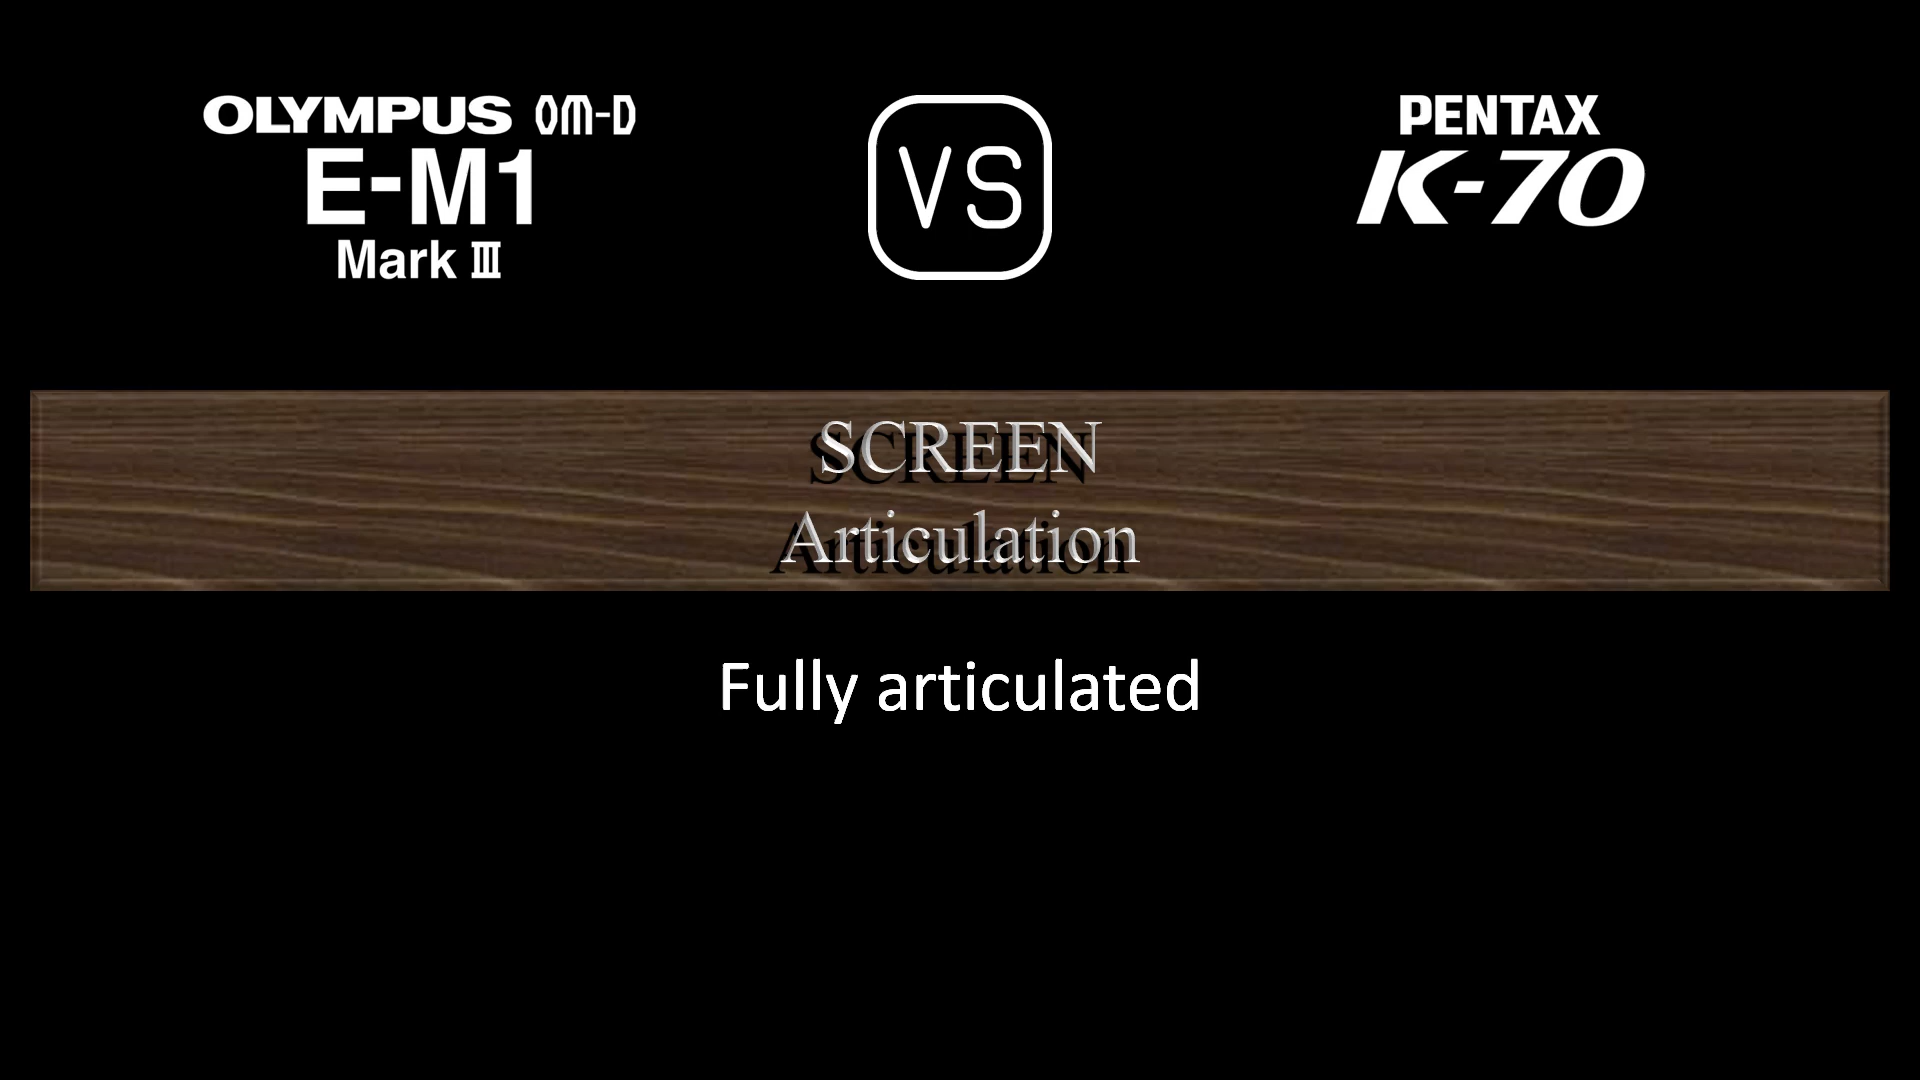 OLYMPUS OM-D
E-M1
Mark III
VS
PENTAX
K-70
SCREEN
Articulation
Fully articulated